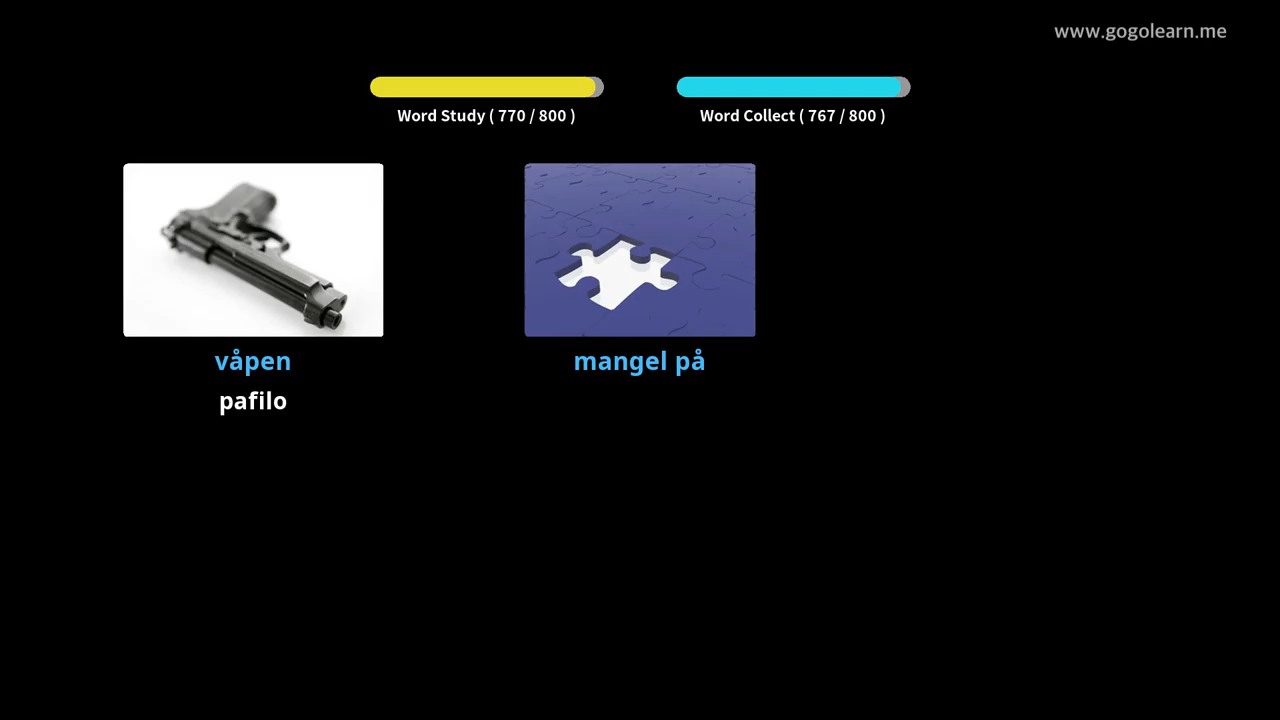 www.gogolearn.me
Word Study ( 770 / 800 )
Word Collect ( 767 / 800 )
våpen
pafilo
mangel på